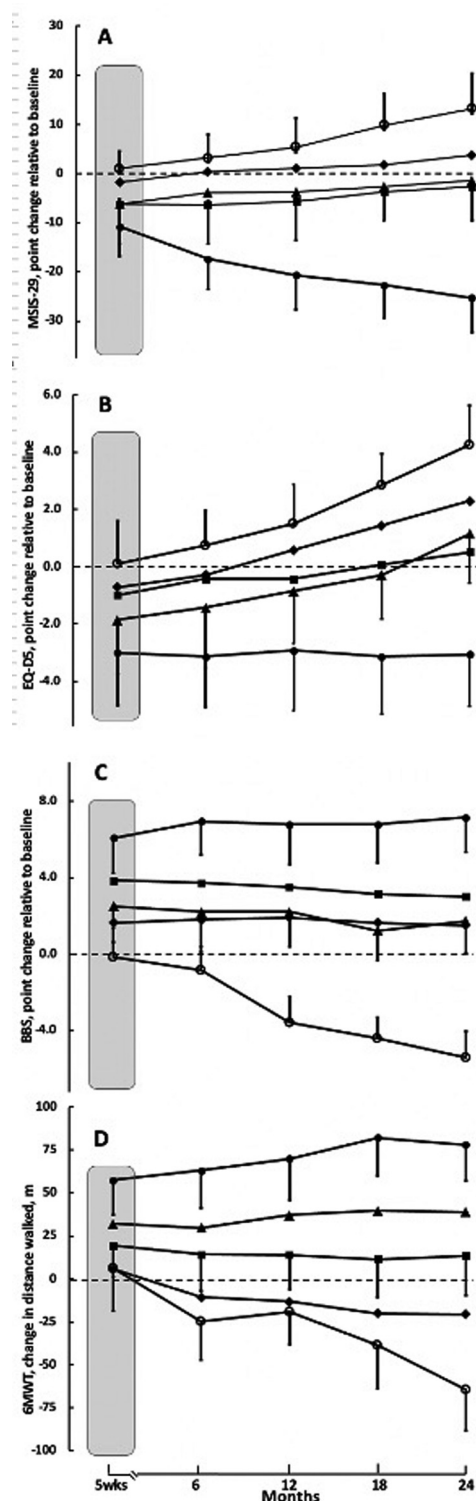 A
MSIS-29, point change relative to baseline
30
20
10
0
-10
-20
-30
B
EQ-D5, point change relative to baseline
6.0
4.0
2.0
0.0
-2.0
-4.0
C
BBS, point change relative to baseline
8.0
4.0
0.0
-4.0
D
6MWT, change in distance walked, m
100
75
50
25
0
-25
-50
-75
-100
5wks 6 12 18 24
Months